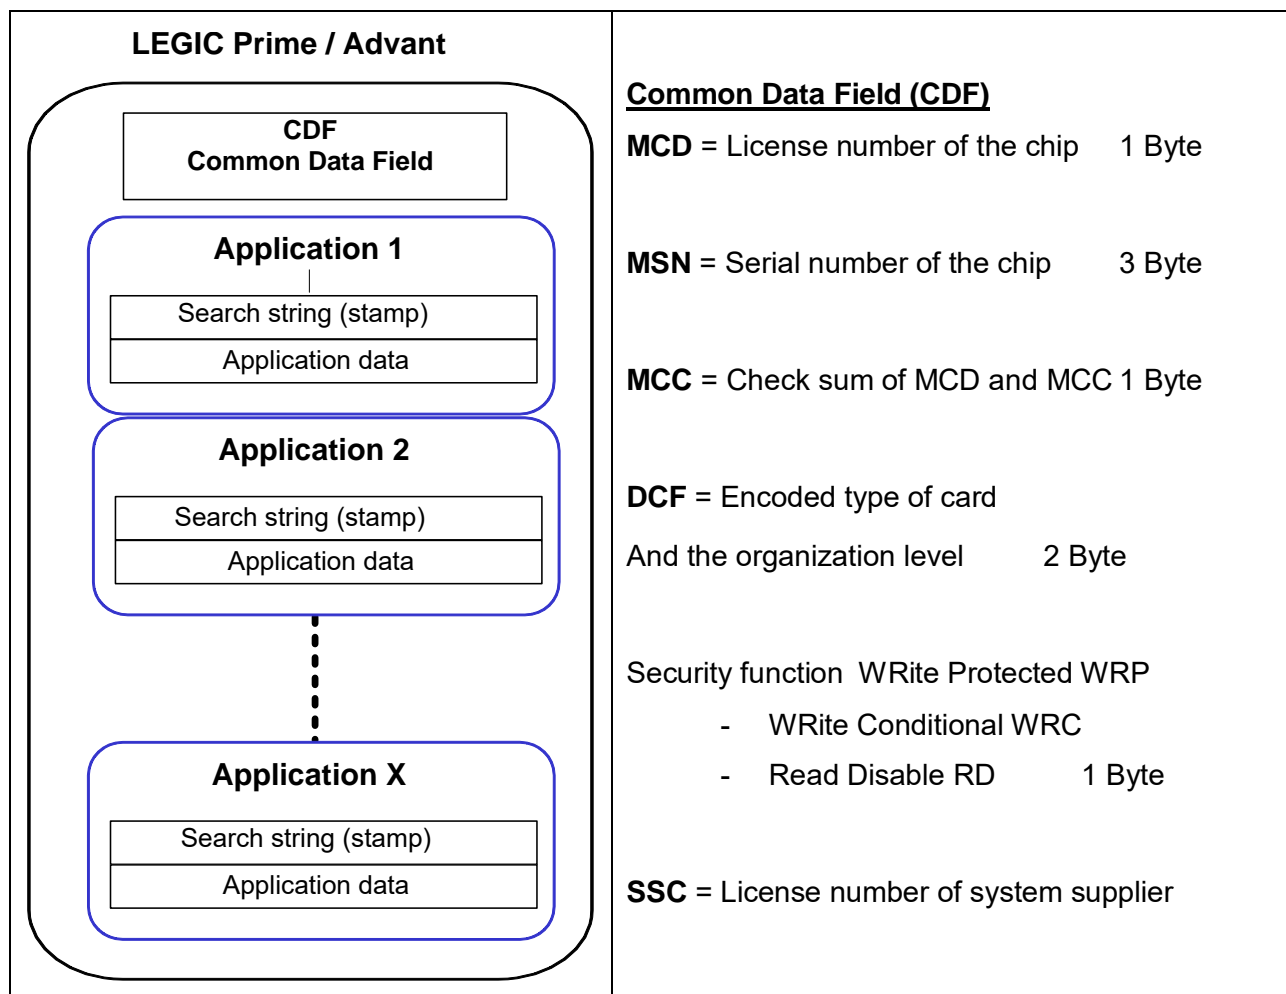 LEGIC Prime / Advant
CDF
Common Data Field
Application 1
Search string (stamp)
Application data
Application 2
Search string (stamp)
Application data
Application X
Search string (stamp)
Application data
Common Data Field (CDF)
MCD = License number of the chip 1 Byte
MSN = Serial number of the chip 3 Byte
MCC = Check sum of MCD and MCC 1 Byte
DCF = Encoded type of card
And the organization level 2 Byte
Security function WRite Protected WRP
- WRite Conditional WRC
- Read Disable RD 1 Byte
SSC = License number of system supplier